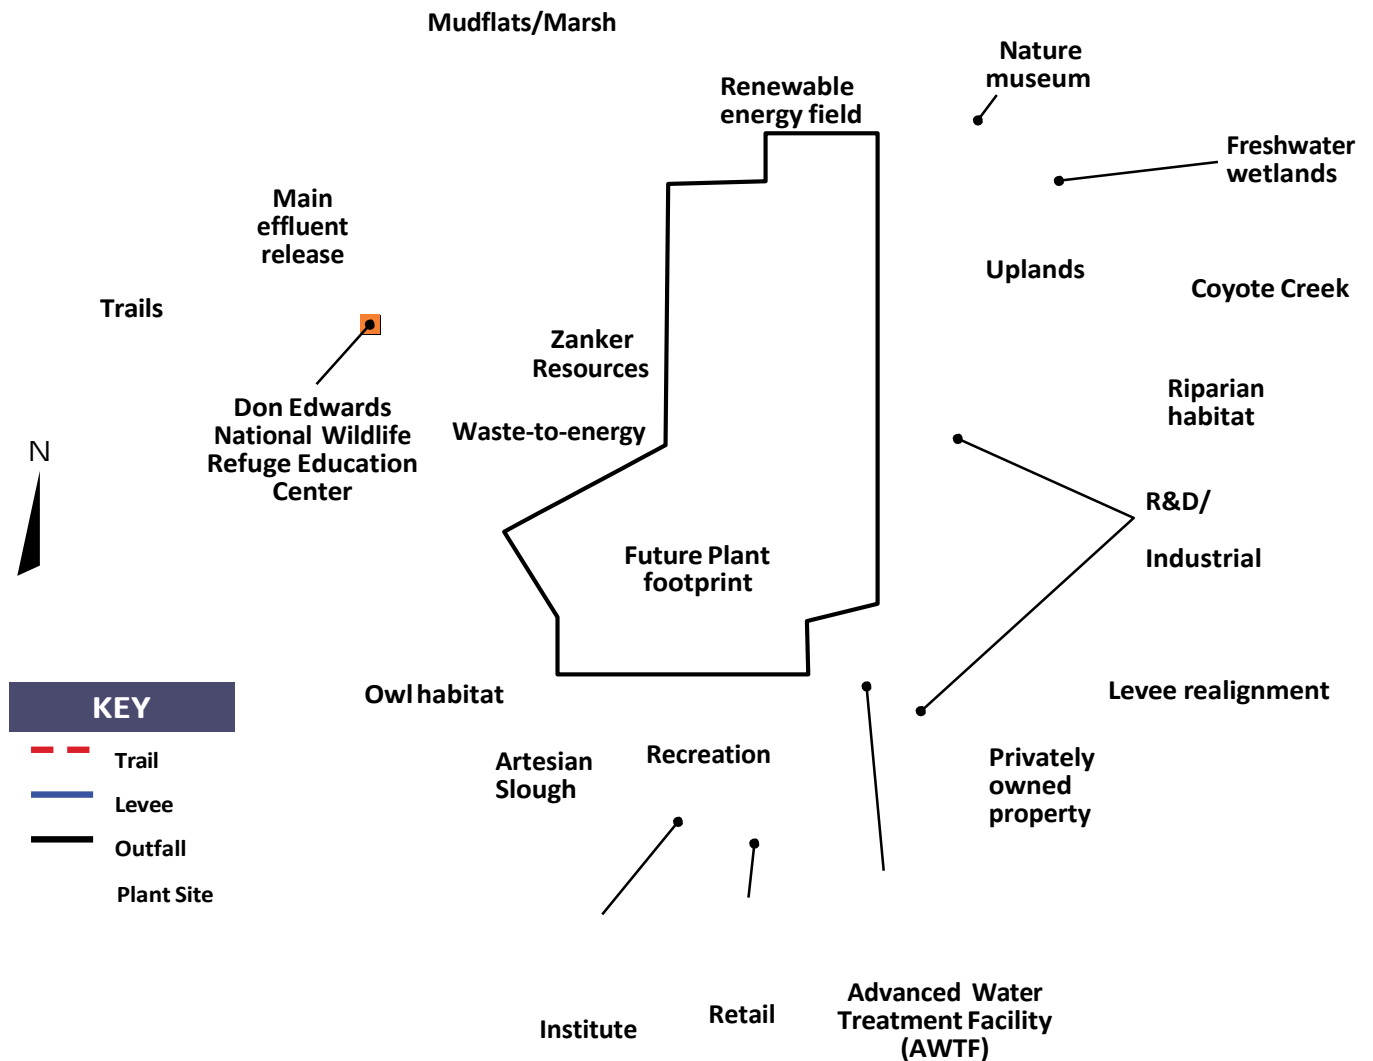 Mudflats/Marsh
Nature
museum
Renewable
energy field
Freshwater
wetlands
Main
effluent
release
Uplands
Coyote Creek
Trails
Zanker
Resources
Riparian
habitat
Don Edwards
National Wildlife
Refuge Education
Center
Waste-to-energy
N
R&D/
Industrial
Future Plant
footprint
Owl habitat
Levee realignment
KEY
Trail
Levee
Outfall
Plant Site
Artesian
Slough
Recreation
Privately
owned
property
Institute
Retail
Advanced Water
Treatment Facility
(AWTF)